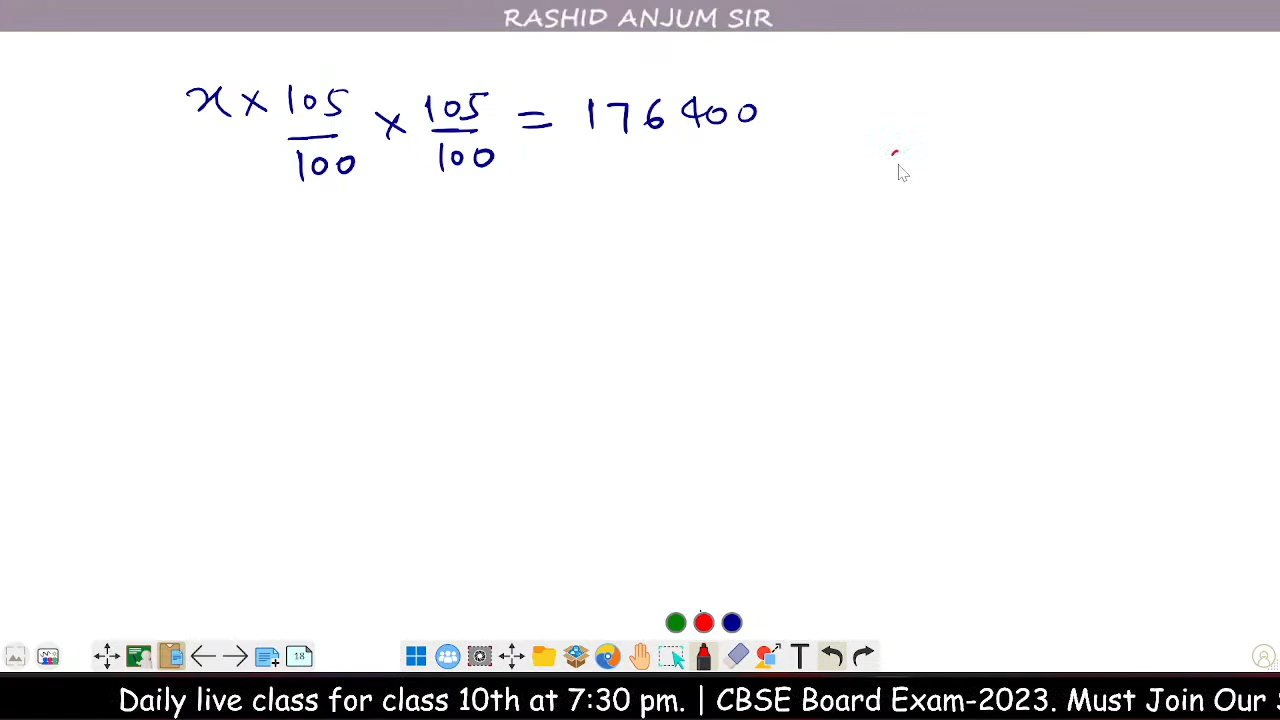 RASHID ANJUM SIR
x × 105/100 × 105/100 = 176400
18
T
Daily live class for class 10th at 7:30 pm. | CBSE Board Exam-2023. Must Join Our